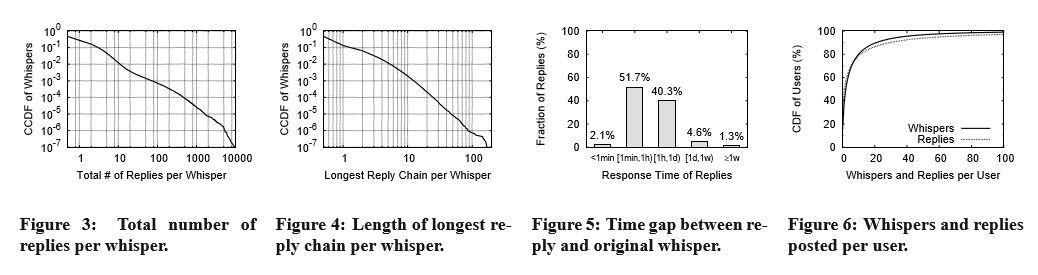 10^0
10^-1
10^-2
10^-3
10^-4
10^-5
10^-6
10^-7
CCDF of Whispers
1 10 100 1000 10000
Total # of Replies per Whisper
Figure 3: Total number of
replies per whisper.
10^0
10^-1
10^-2
10^-3
10^-4
10^-5
10^-6
10^-7
CCDF of Whispers
1 10 100
Longest Reply Chain per Whisper
Figure 4: Length of longest re-
ply chain per whisper.
100
80
60
40
20
0
Fraction of Replies (%)
2.1% 51.7% 40.3% 4.6% 1.3%
<1min [1min,1h) [1h,1d) [1d,1w) ≥1w
Response Time of Replies
Figure 5: Time gap between re-
ply and original whisper.
100
80
60
40
20
0
CDF of Users (%)
Whispers
Replies
0 20 40 60 80 100
Whispers and Replies per User
Figure 6: Whispers and replies
posted per user.